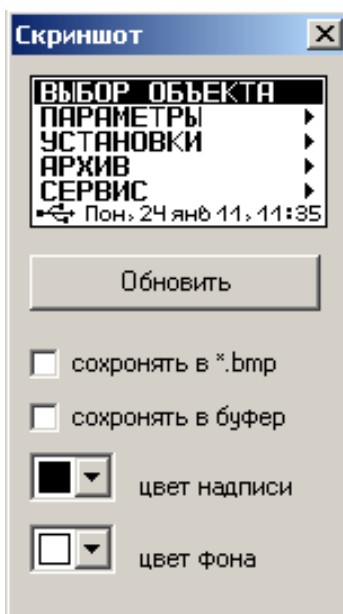 Скриншот
ВЫБОР ОБЪЕКТА
ПАРАМЕТРЫ
УСТАНОВКИ
АРХИВ
СЕРВИС
Пон, 24 янв 11, 11:35
Обновить
сохронять в *.bmp
сохронять в буфер
цвет надписи
цвет фона